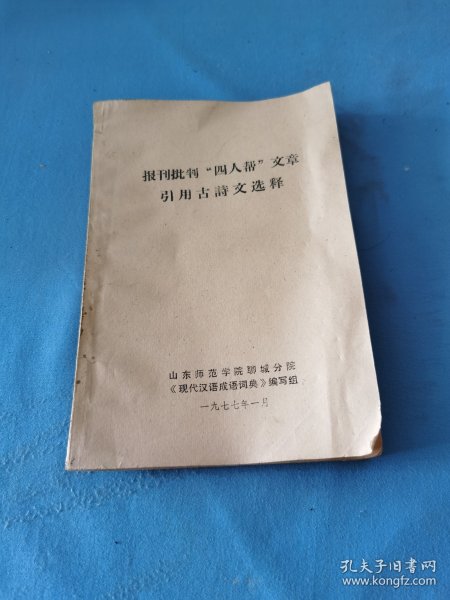 报刊批判“四人帮”文章
引用古詩文选释
山东师范学院聊城分院
《现代汉语成语词典》编写组
一九七七年一月
孔夫子旧书网
www.kongfz.com